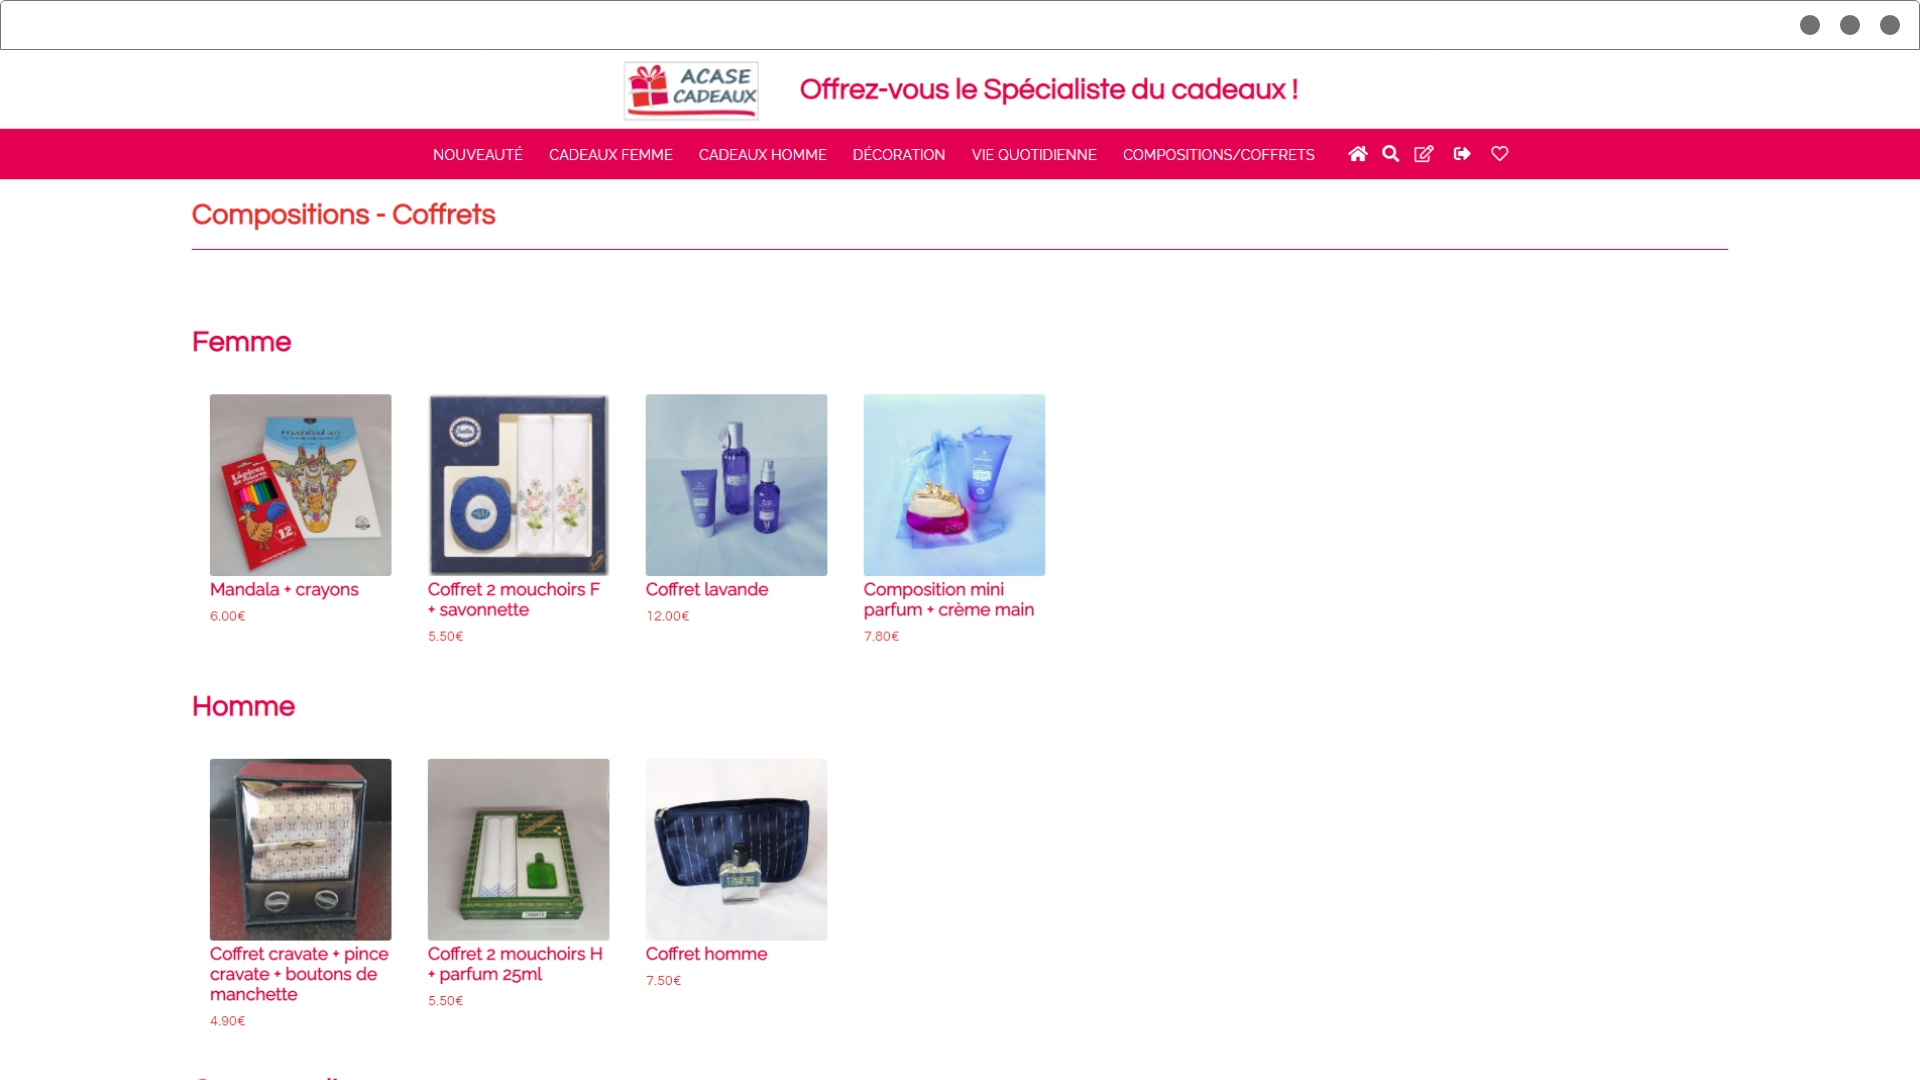 ACASE
CADEAUX
Offrez-vous le Spécialiste du cadeaux !
NOUVEAUTÉ CADEAUX FEMME CADEAUX HOMME DÉCORATION VIE QUOTIDIENNE COMPOSITIONS/COFFRETS
Compositions - Coffrets
Femme
Lápices
12
Mandala + crayons
6.00€
Coffret 2 mouchoirs F
+ savonnette
5.50€
Coffret lavande
12.00€
Composition mini
parfum + crème main
7.80€
Homme
Coffret cravate + pince
cravate + boutons de
manchette
4.90€
Coffret 2 mouchoirs H
+ parfum 25ml
5.50€
Coffret homme
7.50€